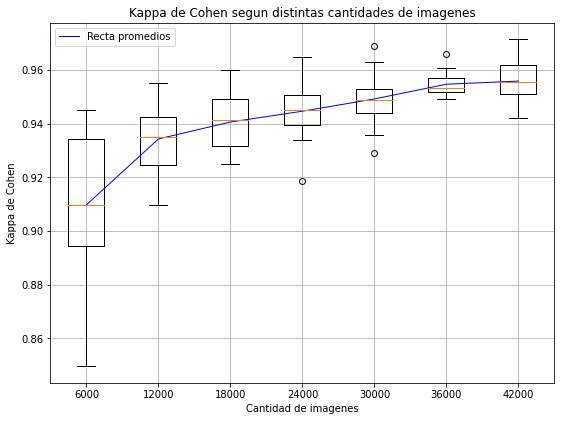 Kappa de Cohen segun distintas cantidades de imagenes
Recta promedios
Kappa de Cohen
0.96
0.94
0.92
0.90
0.88
0.86
6000 12000 18000 24000 30000 36000 42000
Cantidad de imagenes